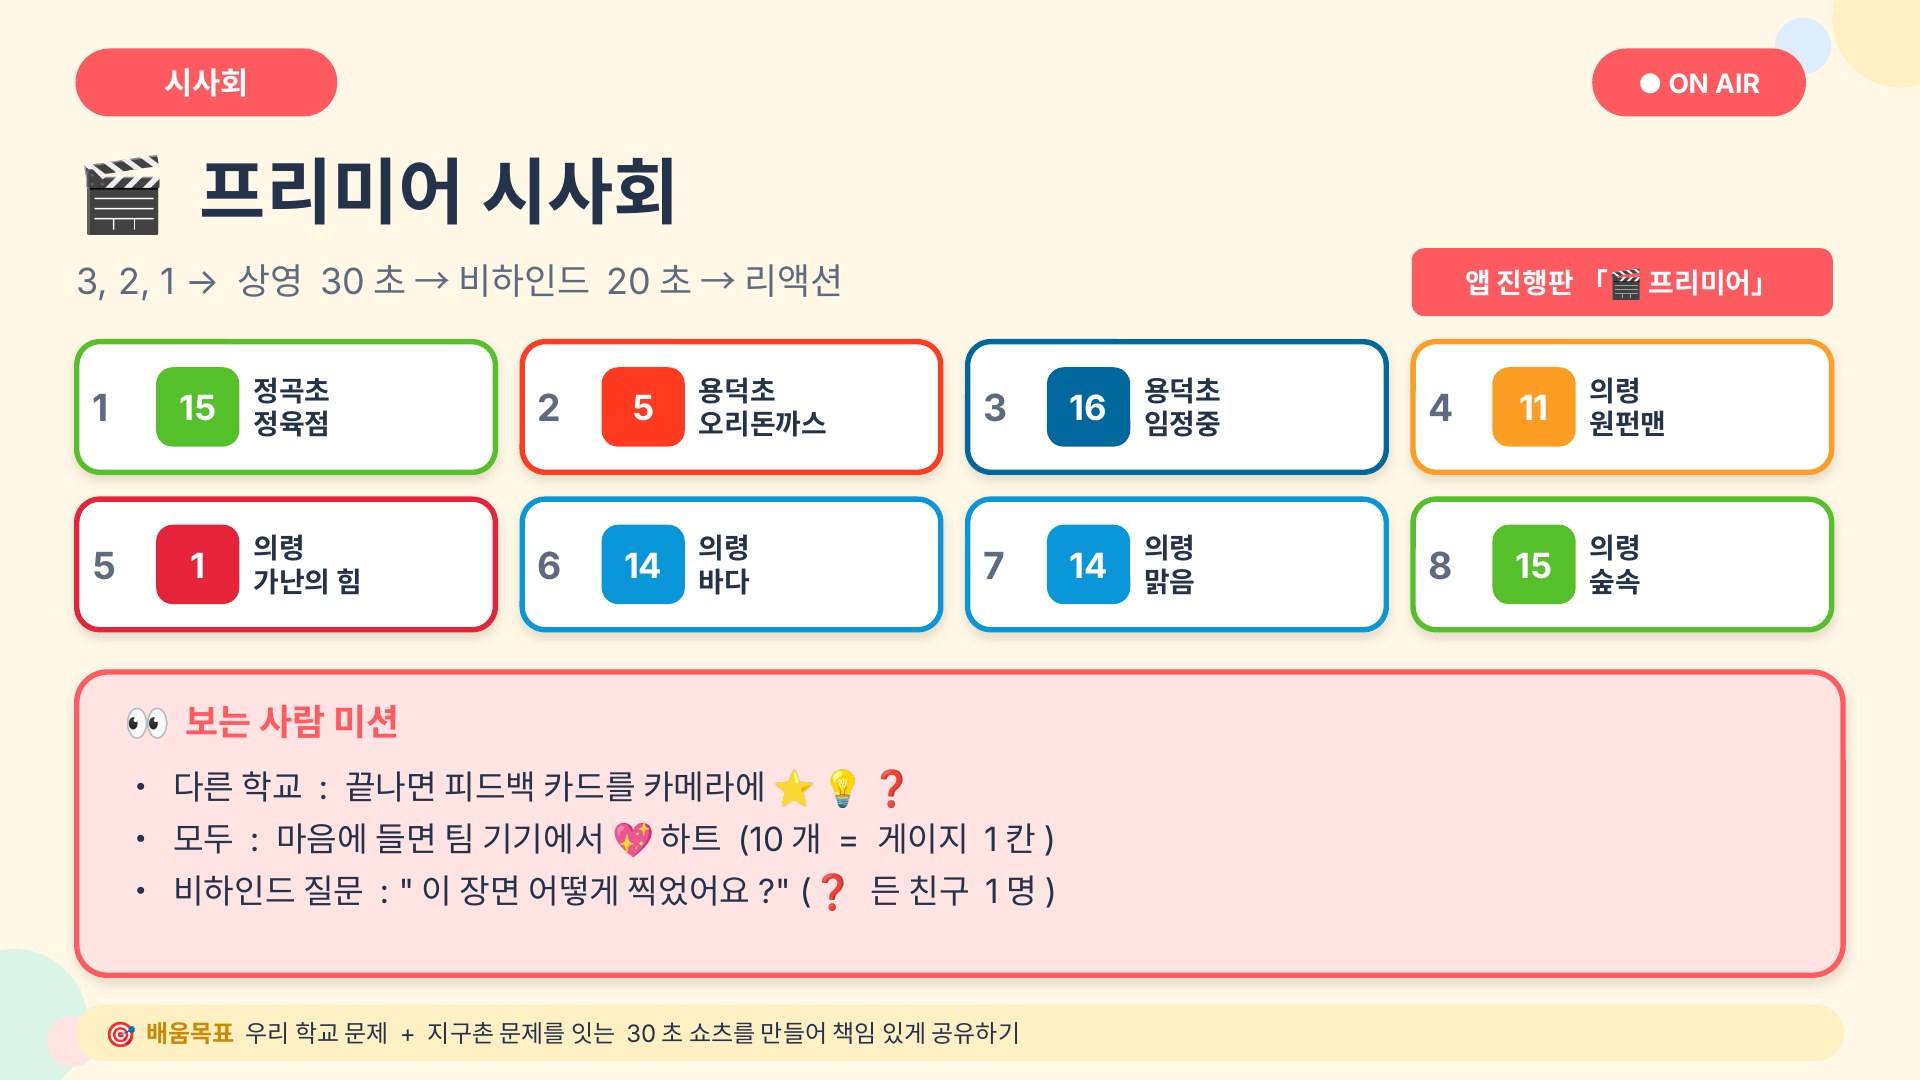 시사회
● ON AIR
🎬 프리미어 시사회
3, 2, 1 → 상영 30 초 → 비하인드 20 초 → 리액션
앱 진행판 「🎬 프리미어」
1 15 정곡초
정육점
2 5 용덕초
오리돈까스
3 16 용덕초
임정중
4 11 의령
원펀맨
5 1 의령
가난의 힘
6 14 의령
바다
7 14 의령
맑음
8 15 의령
숲속
👀 보는 사람 미션
• 다른 학교 : 끝나면 피드백 카드를 카메라에 ⭐ 💡 ❓
• 모두 : 마음에 들면 팀 기기에서 💖 하트 (10 개 = 게이지 1 칸 )
• 비하인드 질문 : " 이 장면 어떻게 찍었어요 ?" ( ❓ 든 친구 1 명 )
🎯 배움목표 우리 학교 문제 + 지구촌 문제를 잇는 30 초 쇼츠를 만들어 책임 있게 공유하기